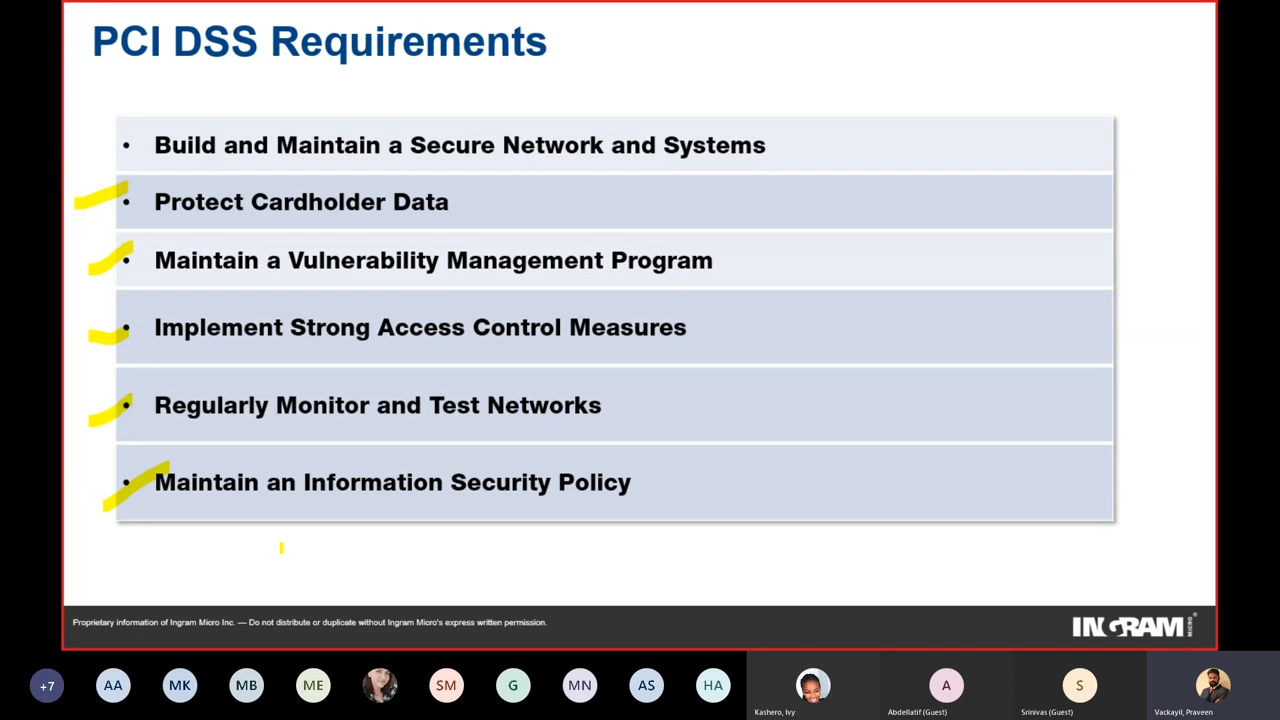 PCI DSS Requirements
• Build and Maintain a Secure Network and Systems
• Protect Cardholder Data
• Maintain a Vulnerability Management Program
• Implement Strong Access Control Measures
• Regularly Monitor and Test Networks
• Maintain an Information Security Policy
Proprietary information of Ingram Micro Inc. — Do not distribute or duplicate without Ingram Micro's express written permission.
INGRAM MICRO®
+7 AA MK MB ME SM G MN AS HA A S
Kashero, Ivy Abdellatif (Guest) Srinivas (Guest) Vackayil, Praveen